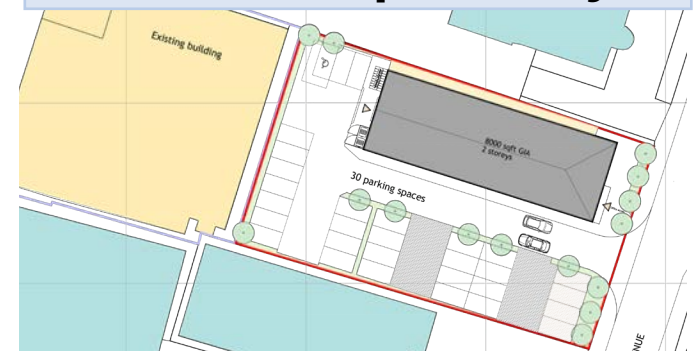 Existing building
8000 sqft GIA
2 storeys
30 parking spaces
NUE